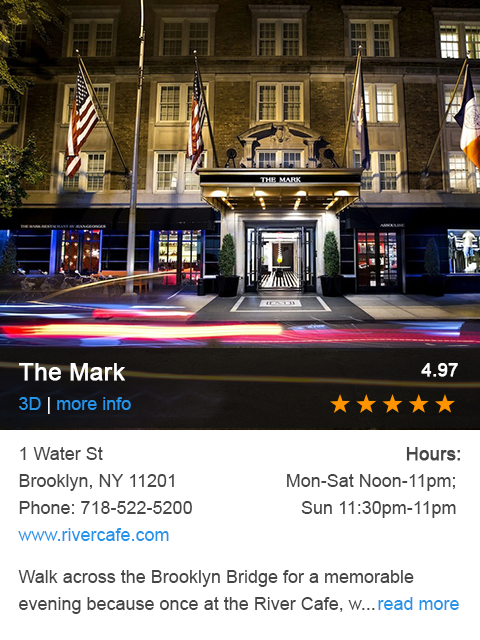 THE MARK
THE MARK RESTAURANT BY JEAN-GEORGES
ASSOULINE
The Mark
4.97
3D | more info
1 Water St
Hours:
Brooklyn, NY 11201
Mon-Sat Noon-11pm;
Phone: 718-522-5200
Sun 11:30pm-11pm
www.rivercafe.com
Walk across the Brooklyn Bridge for a memorable
evening because once at the River Cafe, w...read more